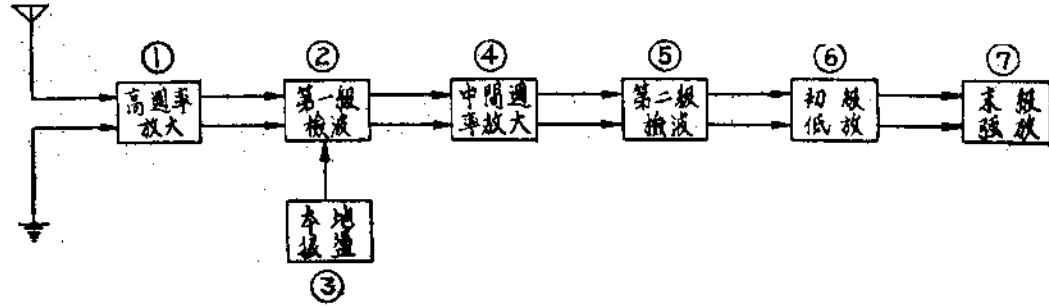 ①
高週率
放大
②
第一級
檢波
③
本地
振盪
④
中間週
率放大
⑤
第二級
檢波
⑥
初級
低放
⑦
末級
強放